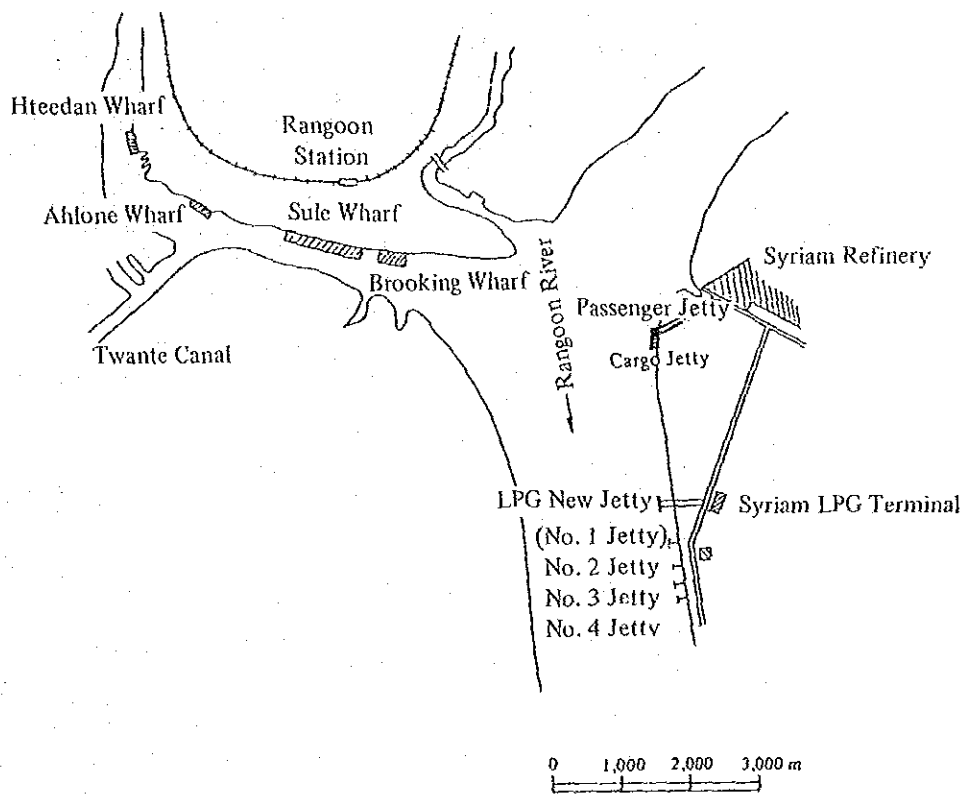 Hteedan Wharf
Rangoon
Station
Ahlone Wharf
Sule Wharf
Brooking Wharf
Twante Canal
Rangoon River
Syriam Refinery
Passenger Jetty
Cargo Jetty
LPG New Jetty
Syriam LPG Terminal
(No. 1 Jetty)
No. 2 Jetty
No. 3 Jetty
No. 4 Jetty
0 1,000 2,000 3,000 m